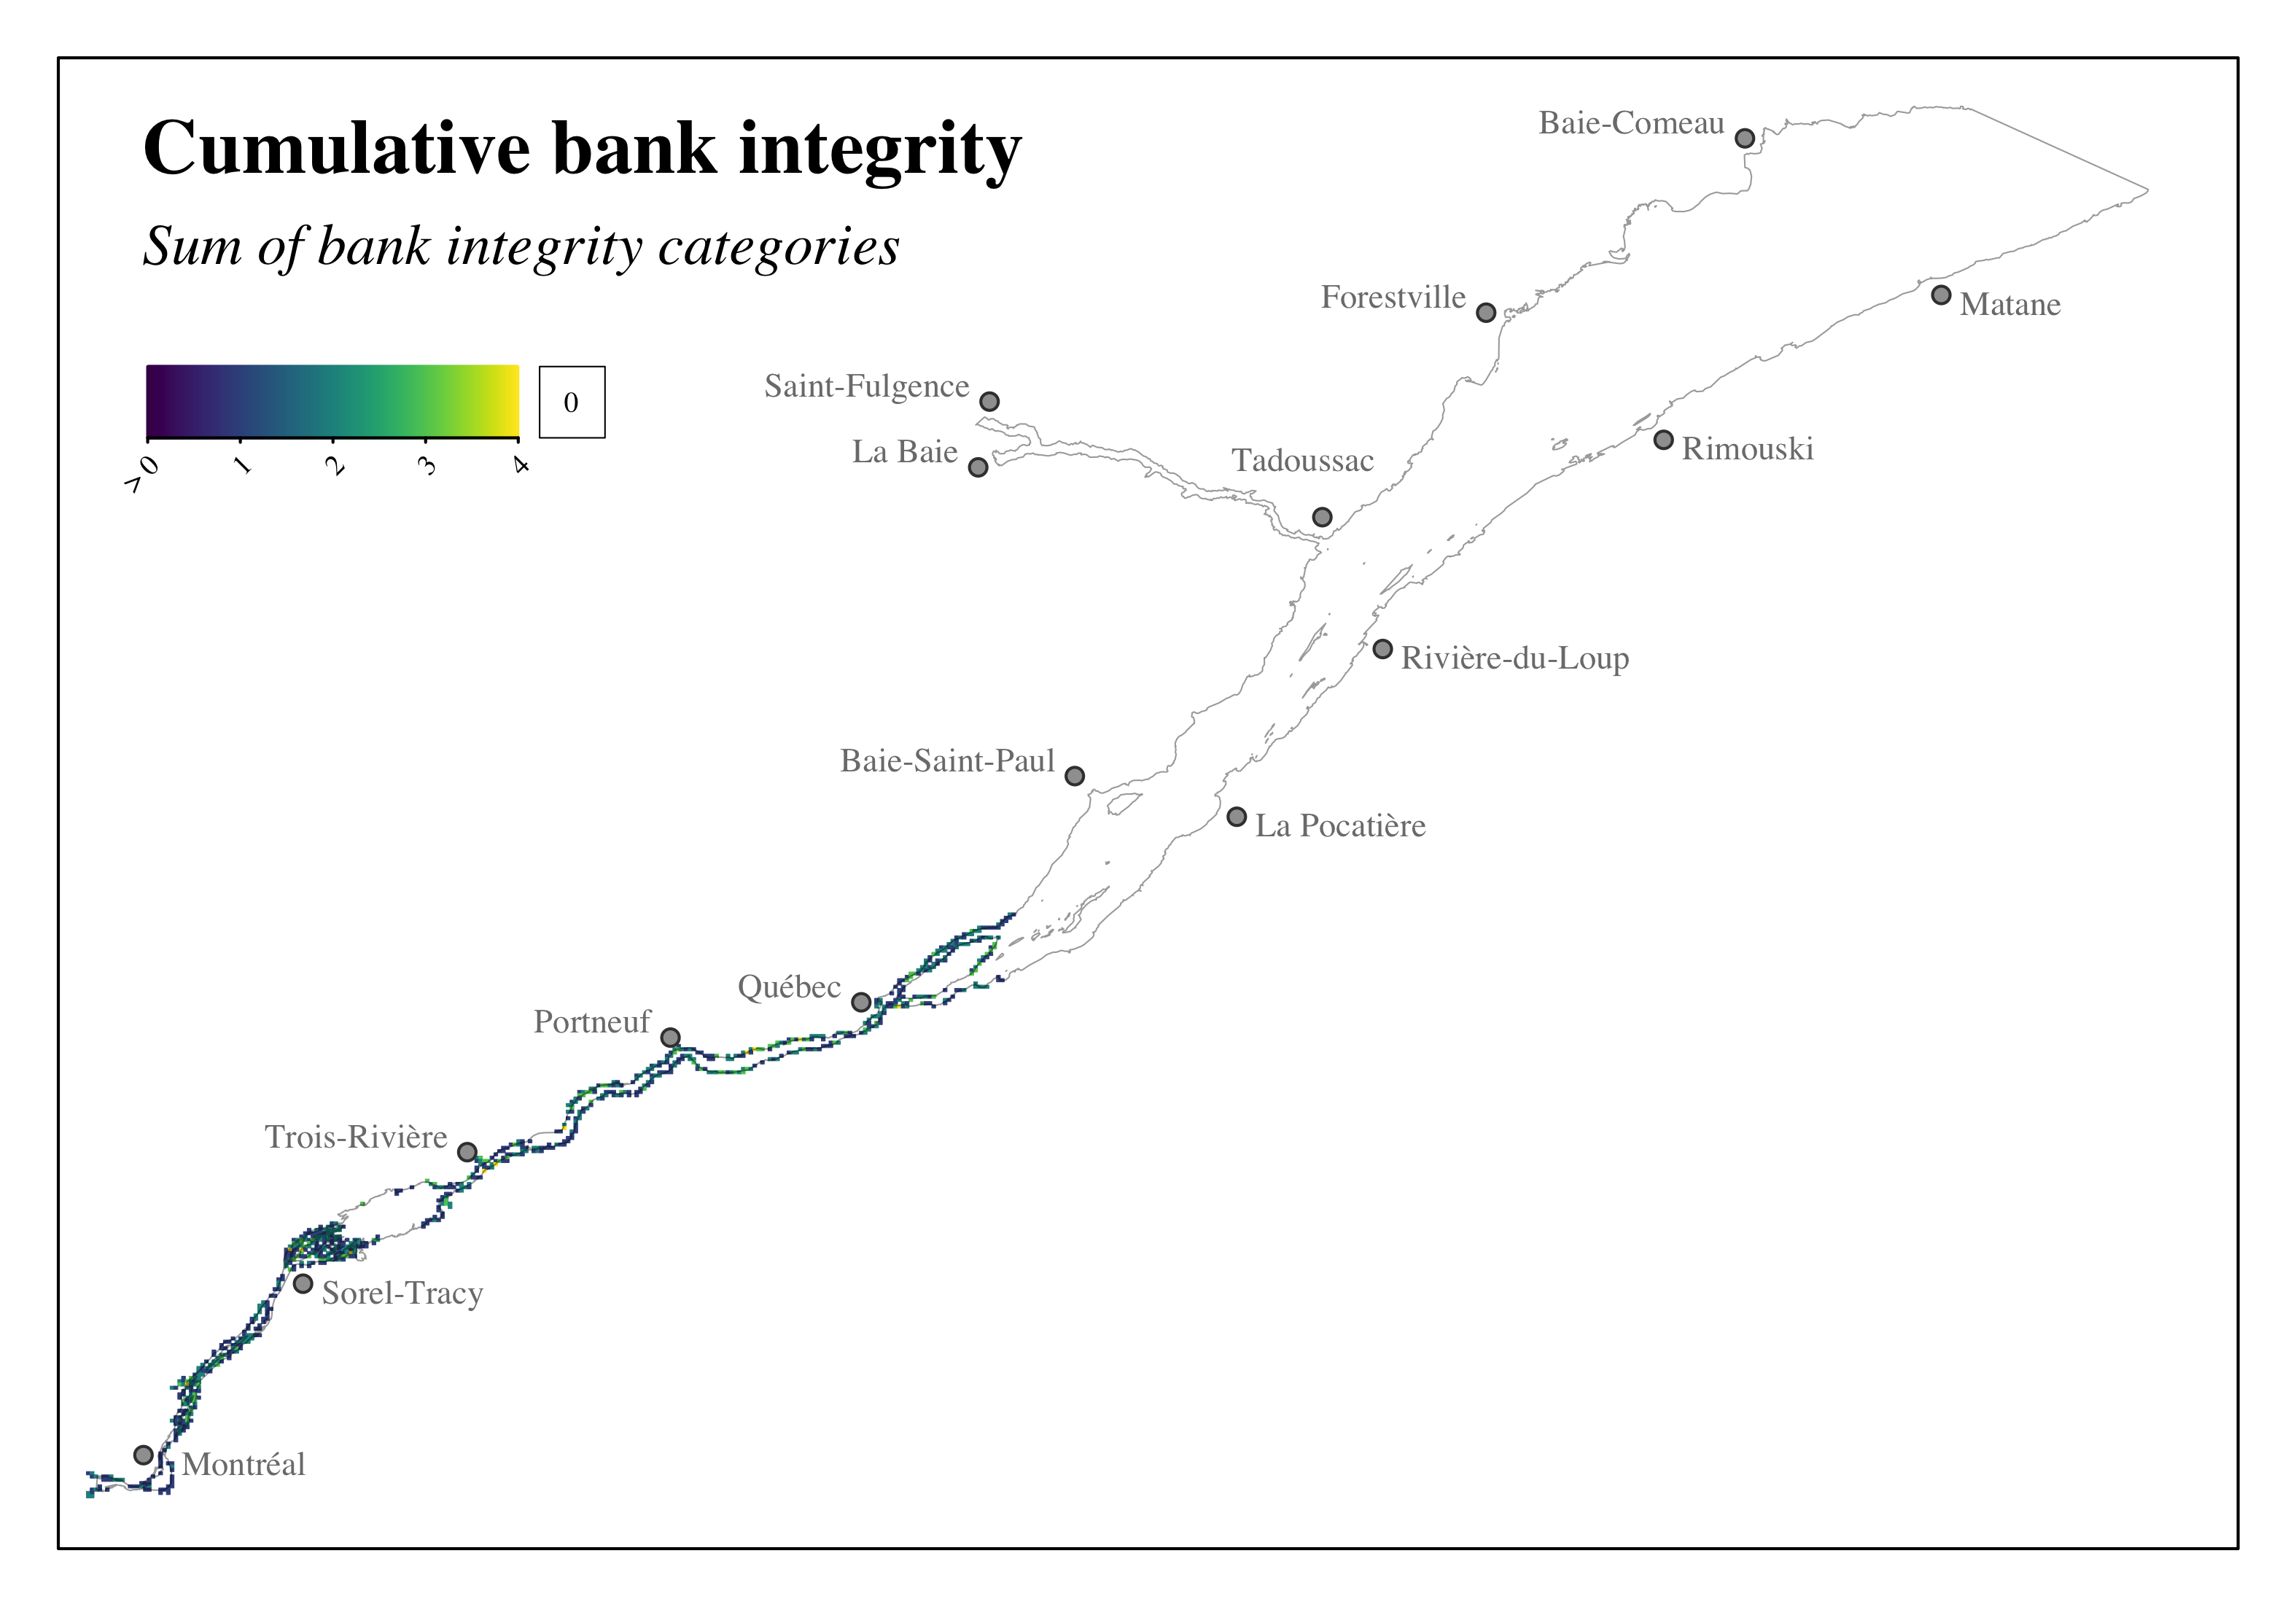 Cumulative bank integrity
Sum of bank integrity categories
> 0
1
2
3
4
0
Baie-Comeau
Forestville
Matane
Saint-Fulgence
La Baie
Tadoussac
Rimouski
Rivière-du-Loup
Baie-Saint-Paul
La Pocatière
Québec
Portneuf
Trois-Rivière
Sorel-Tracy
Montréal